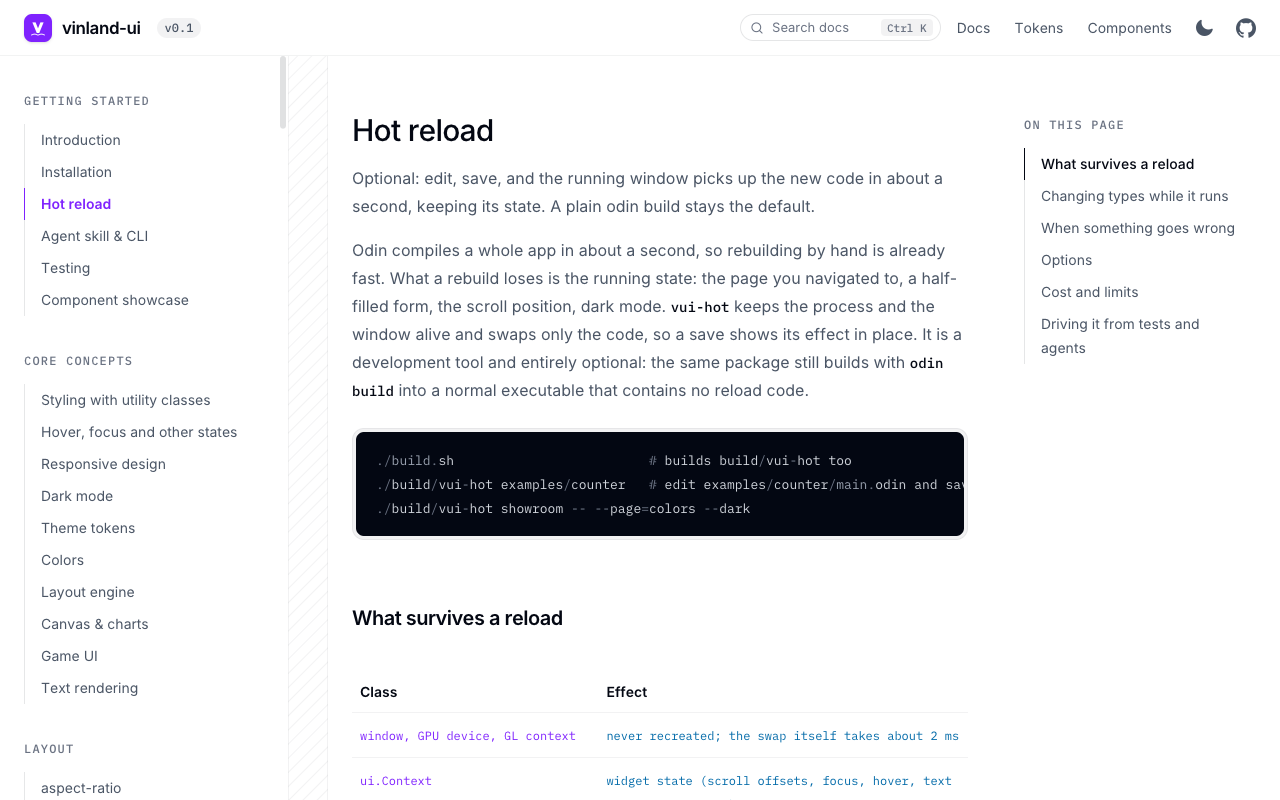 vinland-ui v0.1 Search docs Ctrl K Docs Tokens Components
GETTING STARTED
Introduction
Installation
Hot reload
Agent skill & CLI
Testing
Component showcase
CORE CONCEPTS
Styling with utility classes
Hover, focus and other states
Responsive design
Dark mode
Theme tokens
Colors
Layout engine
Canvas & charts
Game UI
Text rendering
LAYOUT
aspect-ratio
Hot reload
Optional: edit, save, and the running window picks up the new code in about a
second, keeping its state. A plain odin build stays the default.
Odin compiles a whole app in about a second, so rebuilding by hand is already
fast. What a rebuild loses is the running state: the page you navigated to, a half-
filled form, the scroll position, dark mode. vui-hot keeps the process and the
window alive and swaps only the code, so a save shows its effect in place. It is a
development tool and entirely optional: the same package still builds with odin
build into a normal executable that contains no reload code.
./build.sh # builds build/vui-hot too
./build/vui-hot examples/counter # edit examples/counter/main.odin and sav
./build/vui-hot showroom -- --page=colors --dark
What survives a reload
Class Effect
window, GPU device, GL context never recreated; the swap itself takes about 2 ms
ui.Context widget state (scroll offsets, focus, hover, text
ON THIS PAGE
What survives a reload
Changing types while it runs
When something goes wrong
Options
Cost and limits
Driving it from tests and
agents